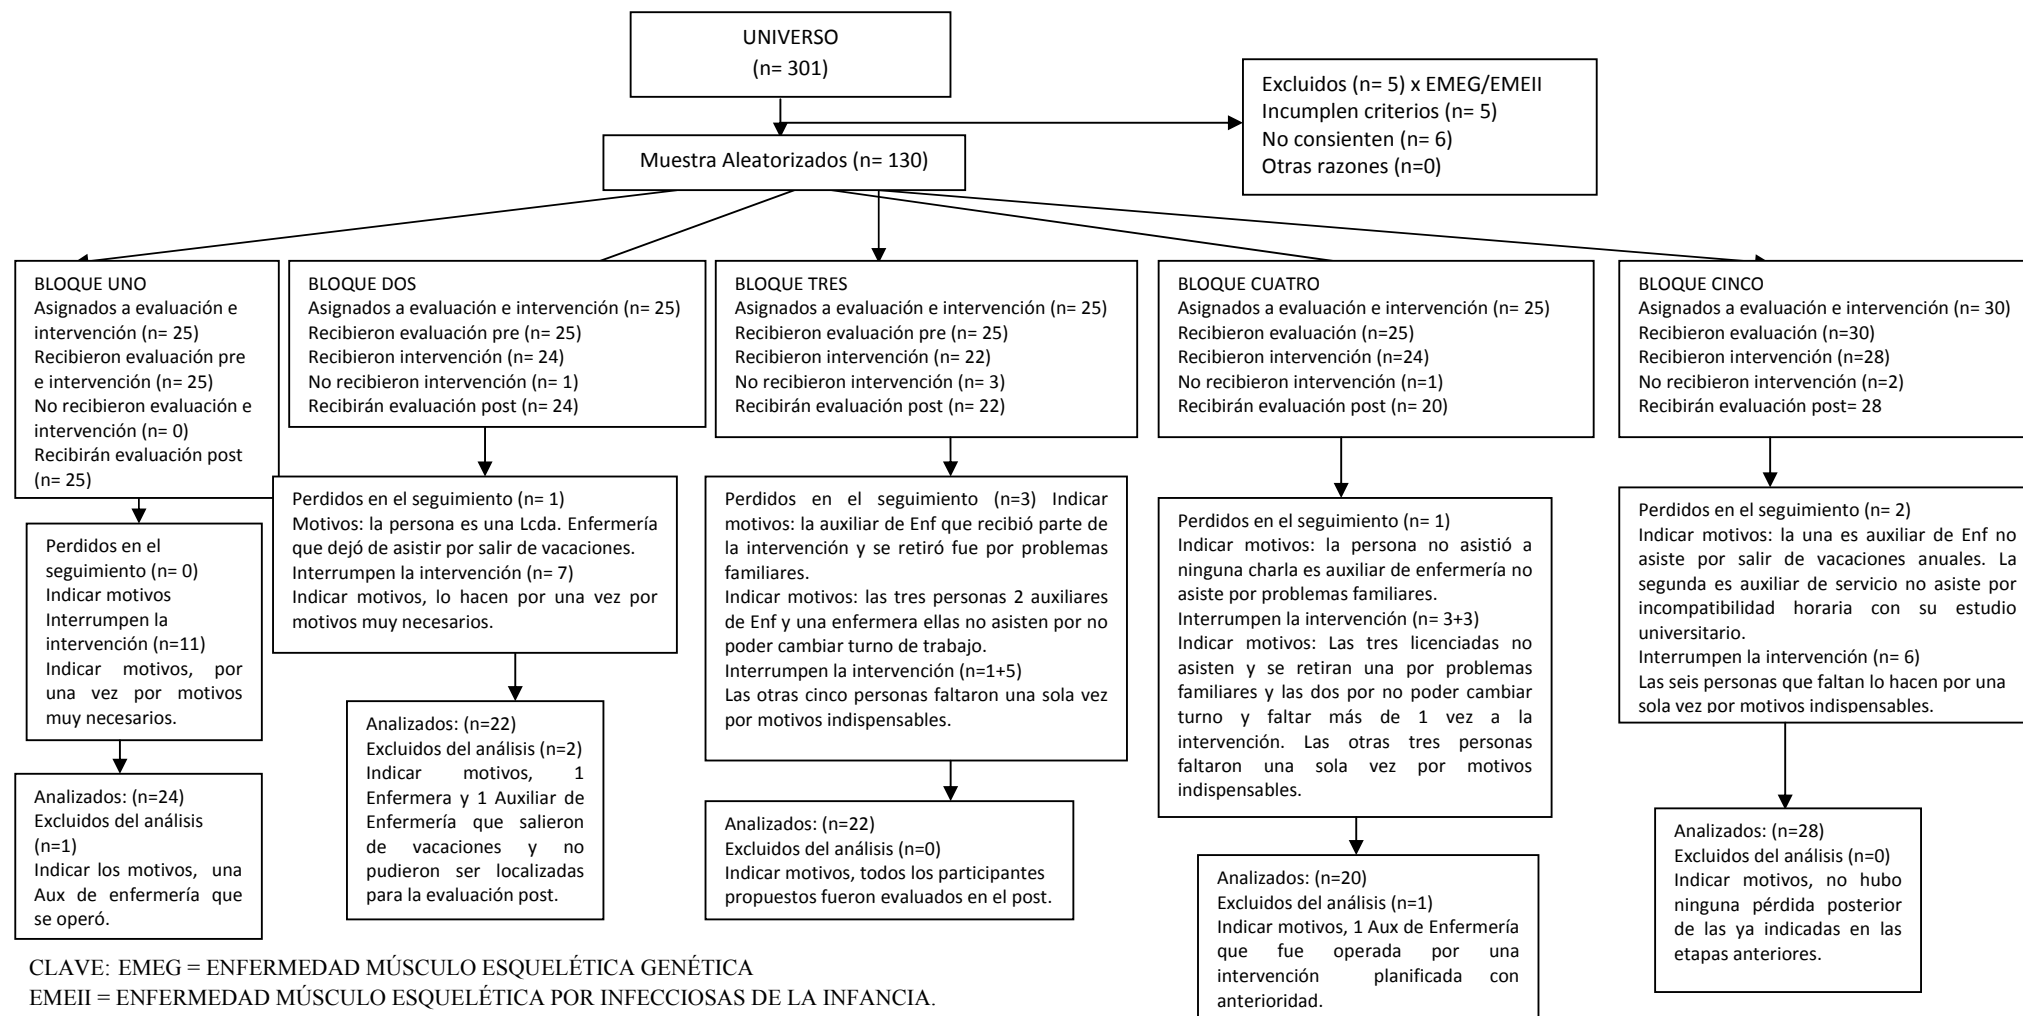 UNIVERSO
(n= 301)
Excluidos (n= 5) x EMEG/EMEII
Incumplen criterios (n= 5)
No consienten (n= 6)
Otras razones (n=0)
Muestra Aleatorizados (n= 130)
BLOQUE UNO
Asignados a evaluación e
intervención (n= 25)
Recibieron evaluación pre
e intervención (n= 25)
No recibieron evaluación e
intervención (n= 0)
Recibirán evaluación post
(n= 25)
BLOQUE DOS
Asignados a evaluación e intervención (n= 25)
Recibieron evaluación pre (n= 25)
Recibieron intervención (n= 24)
No recibieron intervención (n= 1)
Recibirán evaluación post (n= 24)
BLOQUE TRES
Asignados a evaluación e intervención (n= 25)
Recibieron evaluación pre (n= 25)
Recibieron intervención (n= 22)
No recibieron intervención (n= 3)
Recibirán evaluación post (n= 22)
BLOQUE CUATRO
Asignados a evaluación e intervención (n= 25)
Recibieron evaluación (n=25)
Recibieron intervención (n=24)
No recibieron intervención (n=1)
Recibirán evaluación post (n= 20)
BLOQUE CINCO
Asignados a evaluación e intervención (n= 30)
Recibieron evaluación (n=30)
Recibieron intervención (n=28)
No recibieron intervención (n=2)
Recibirán evaluación post= 28
Perdidos en el
seguimiento (n= 0)
Indicar motivos
Interrumpen la
intervención (n=11)
Indicar motivos, por
una vez por motivos
muy necesarios.
Perdidos en el seguimiento (n= 1)
Motivos: la persona es una Lcda. Enfermería
que dejó de asistir por salir de vacaciones.
Interrumpen la intervención (n= 7)
Indicar motivos, lo hacen por una vez por
motivos muy necesarios.
Perdidos en el seguimiento (n=3) Indicar
motivos: la auxiliar de Enf que recibió parte de
la intervención y se retiró fue por problemas
familiares.
Indicar motivos: las tres personas 2 auxiliares
de Enf y una enfermera ellas no asisten por no
poder cambiar turno de trabajo.
Interrumpen la intervención (n=1+5)
Las otras cinco personas faltaron una sola vez
por motivos indispensables.
Perdidos en el seguimiento (n= 1)
Indicar motivos: la persona no asistió a
ninguna charla es auxiliar de enfermería no
asiste por problemas familiares.
Interrumpen la intervención (n= 3+3)
Indicar motivos: Las tres licenciadas no
asisten y se retiran una por problemas
familiares y las dos por no poder cambiar
turno y faltar más de 1 vez a la
intervención. Las otras tres personas
faltaron una sola vez por motivos
indispensables.
Perdidos en el seguimiento (n= 2)
Indicar motivos: la una es auxiliar de Enf no
asiste por salir de vacaciones anuales. La
segunda es auxiliar de servicio no asiste por
incompatibilidad horaria con su estudio
universitario.
Interrumpen la intervención (n= 6)
Las seis personas que faltan lo hacen por una
sola vez por motivos indispensables.
Analizados: (n=24)
Excluidos del análisis
(n=1)
Indicar los motivos, una
Aux de enfermería que
se operó.
Analizados: (n=22)
Excluidos del análisis (n=2)
Indicar motivos, 1
Enfermera y 1 Auxiliar de
Enfermería que salieron
de vacaciones y no
pudieron ser localizadas
para la evaluación post.
Analizados: (n=22)
Excluidos del análisis (n=0)
Indicar motivos, todos los participantes
propuestos fueron evaluados en el post.
Analizados: (n=20)
Excluidos del análisis (n=1)
Indicar motivos, 1 Aux de Enfermería
que fue operada por una
intervención planificada con
anterioridad.
Analizados: (n=28)
Excluidos del análisis (n=0)
Indicar motivos, no hubo
ninguna pérdida posterior
de las ya indicadas en las
etapas anteriores.
CLAVE: EMEG = ENFERMEDAD MÚSCULO ESQUELÉTICA GENÉTICA
EMEII = ENFERMEDAD MÚSCULO ESQUELÉTICA POR INFECCIOSAS DE LA INFANCIA.